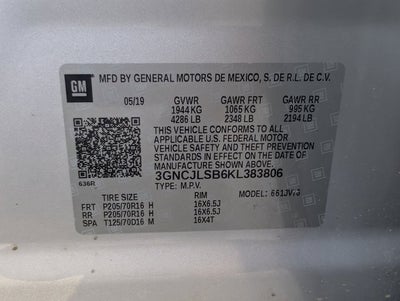 GM
MFD BY GENERAL MOTORS DE MEXICO, S. DE R.L. DE C.V.
05/19 GVWR GAWR FRT GAWR RR
1944 KG 1065 KG 995 KG
4286 LB 2348 LB 2194 LB
THIS VEHICLE CONFORMS TO ALL
APPLICABLE U.S. FEDERAL MOTOR
VEHICLE SAFETY AND THEFT PREVENTION
STANDARDS IN EFFECT ON THE DATE OF
MANUFACTURE SHOWN ABOVE.
3GNCJLSB6KL383806
636R
TYPE: M.P.V. MODEL:
TIRE SIZE RIM
FRT P205/70R16 H 16X6.5J
RR P205/70R16 H 16X6.5J
SPA T125/70D16 M 16X4T